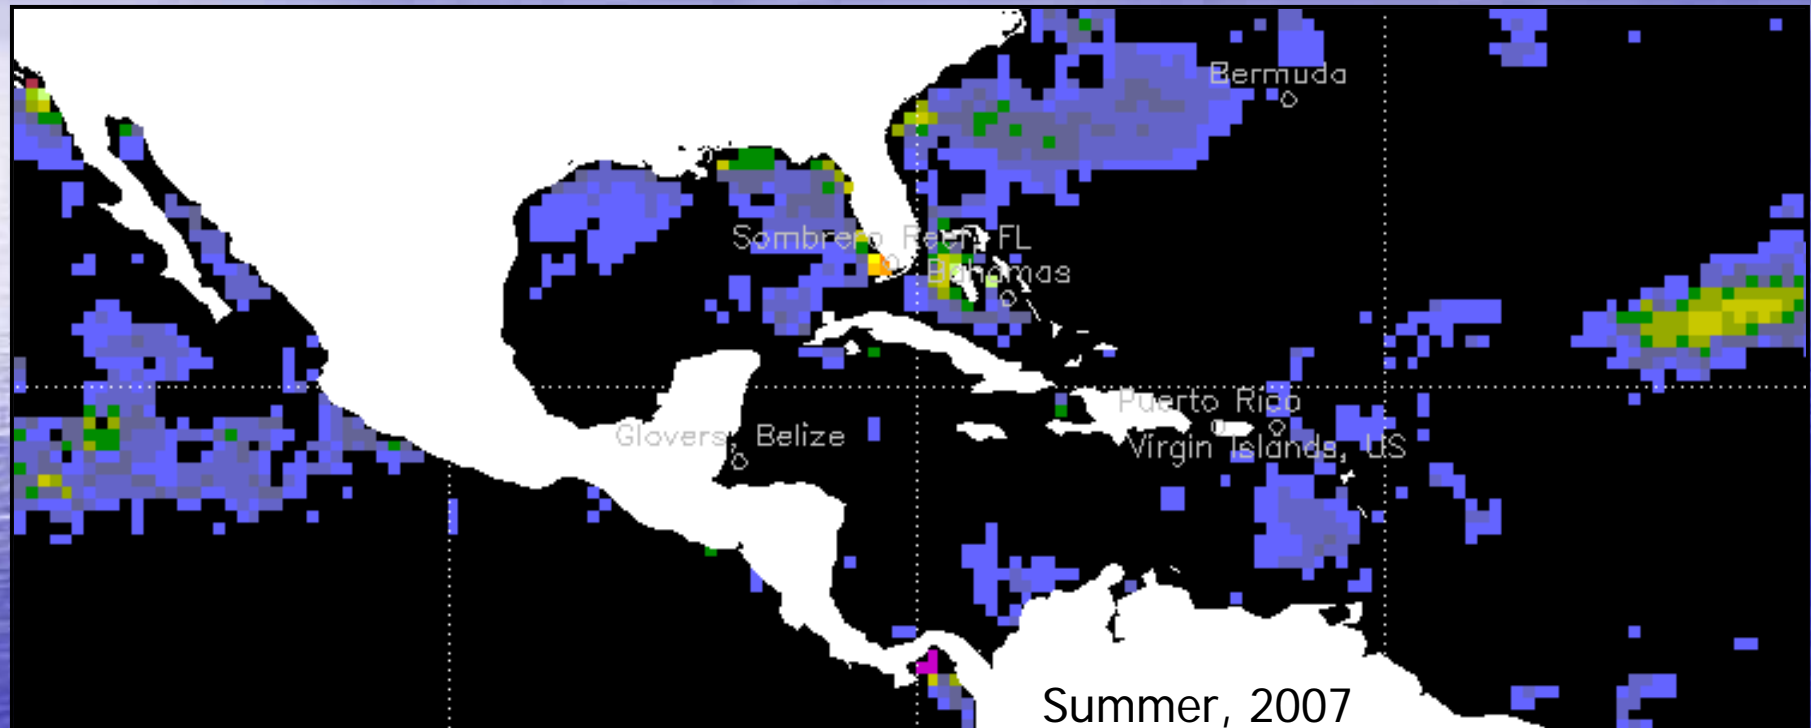 Bermuda
Sombrero Reef, FL
Bahamas
Puerto Rico
Glovers, Belize
Virgin Islands, US
Summer, 2007